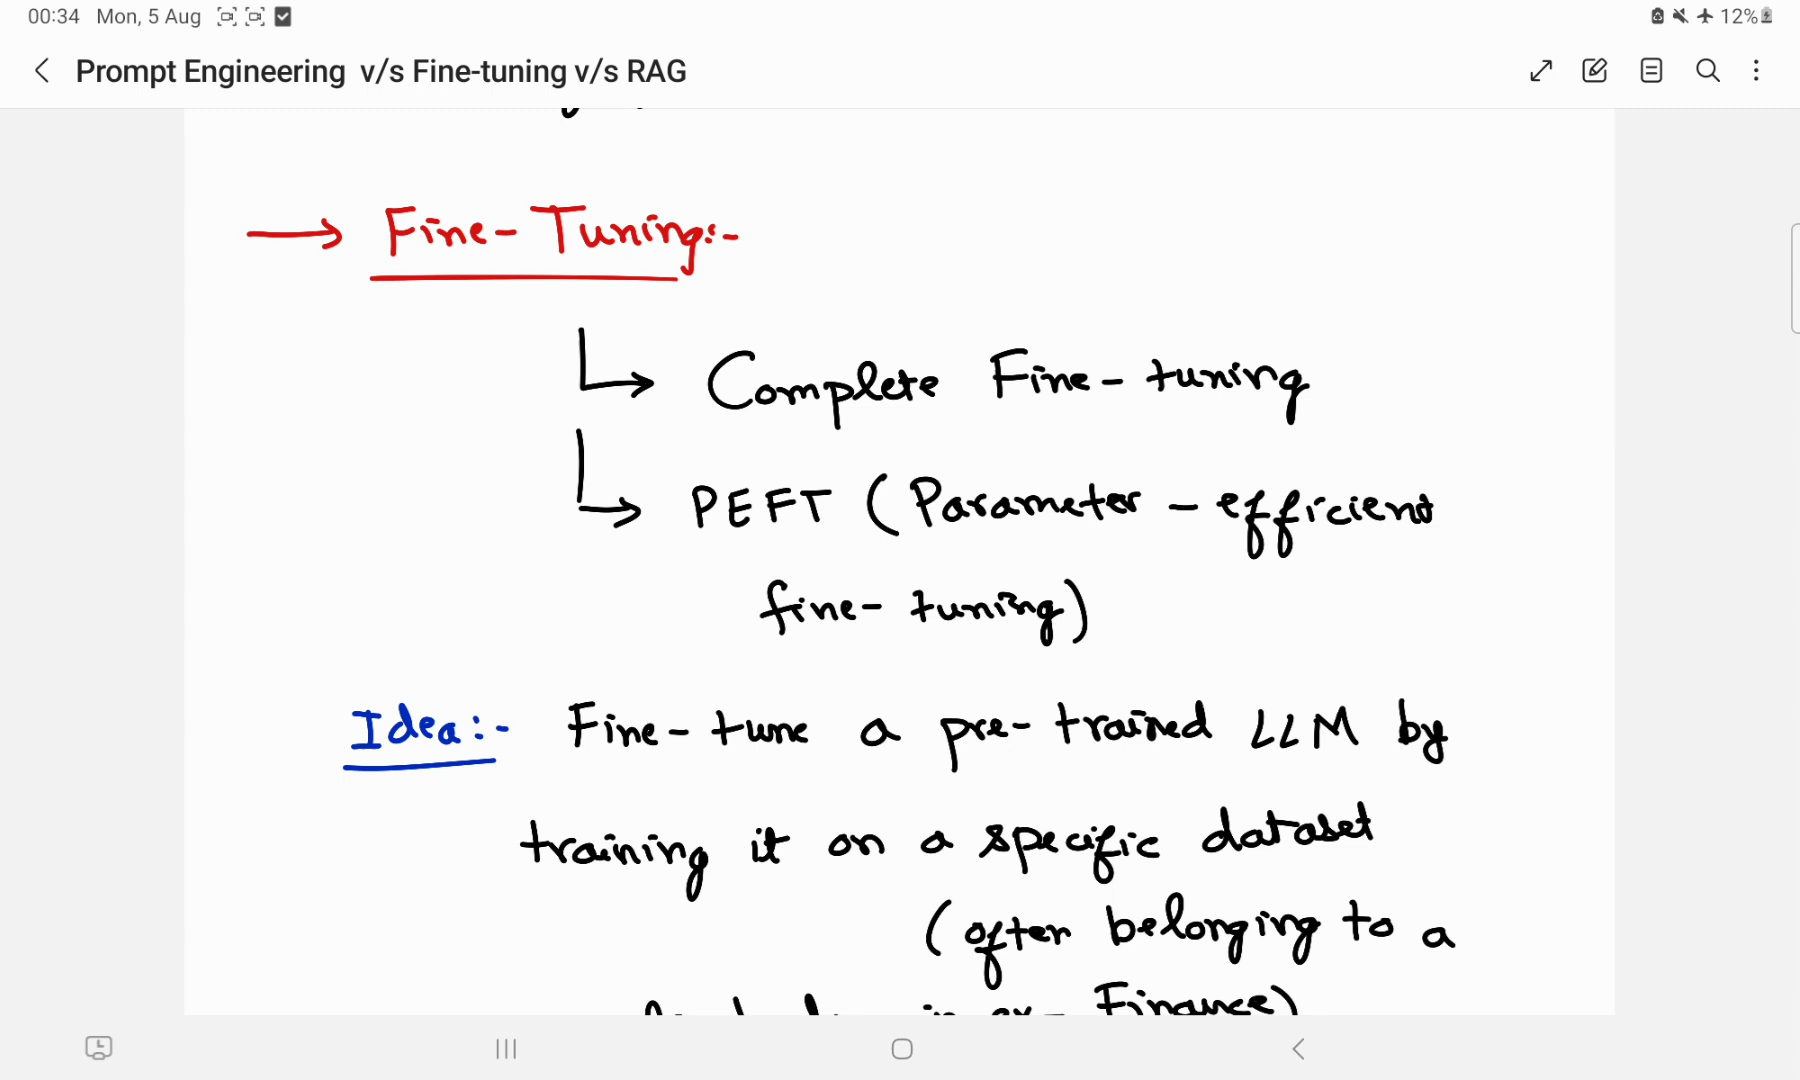 00:34 Mon, 5 Aug
12%
Prompt Engineering v/s Fine-tuning v/s RAG
→ Fine-Tuning:-
↳ Complete Fine-tuning
↳ PEFT (Parameter-efficient
fine-tuning)
Idea:- Fine-tune a pre-trained LLM by
training it on a specific dataset
(often belonging to a
Finance)